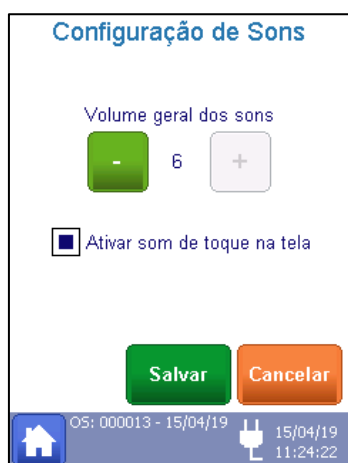 Configuração de Sons
Volume geral dos sons
- 6 +
Ativar som de toque na tela
Salvar Cancelar
OS: 000013 - 15/04/19
15/04/19
11:24:22